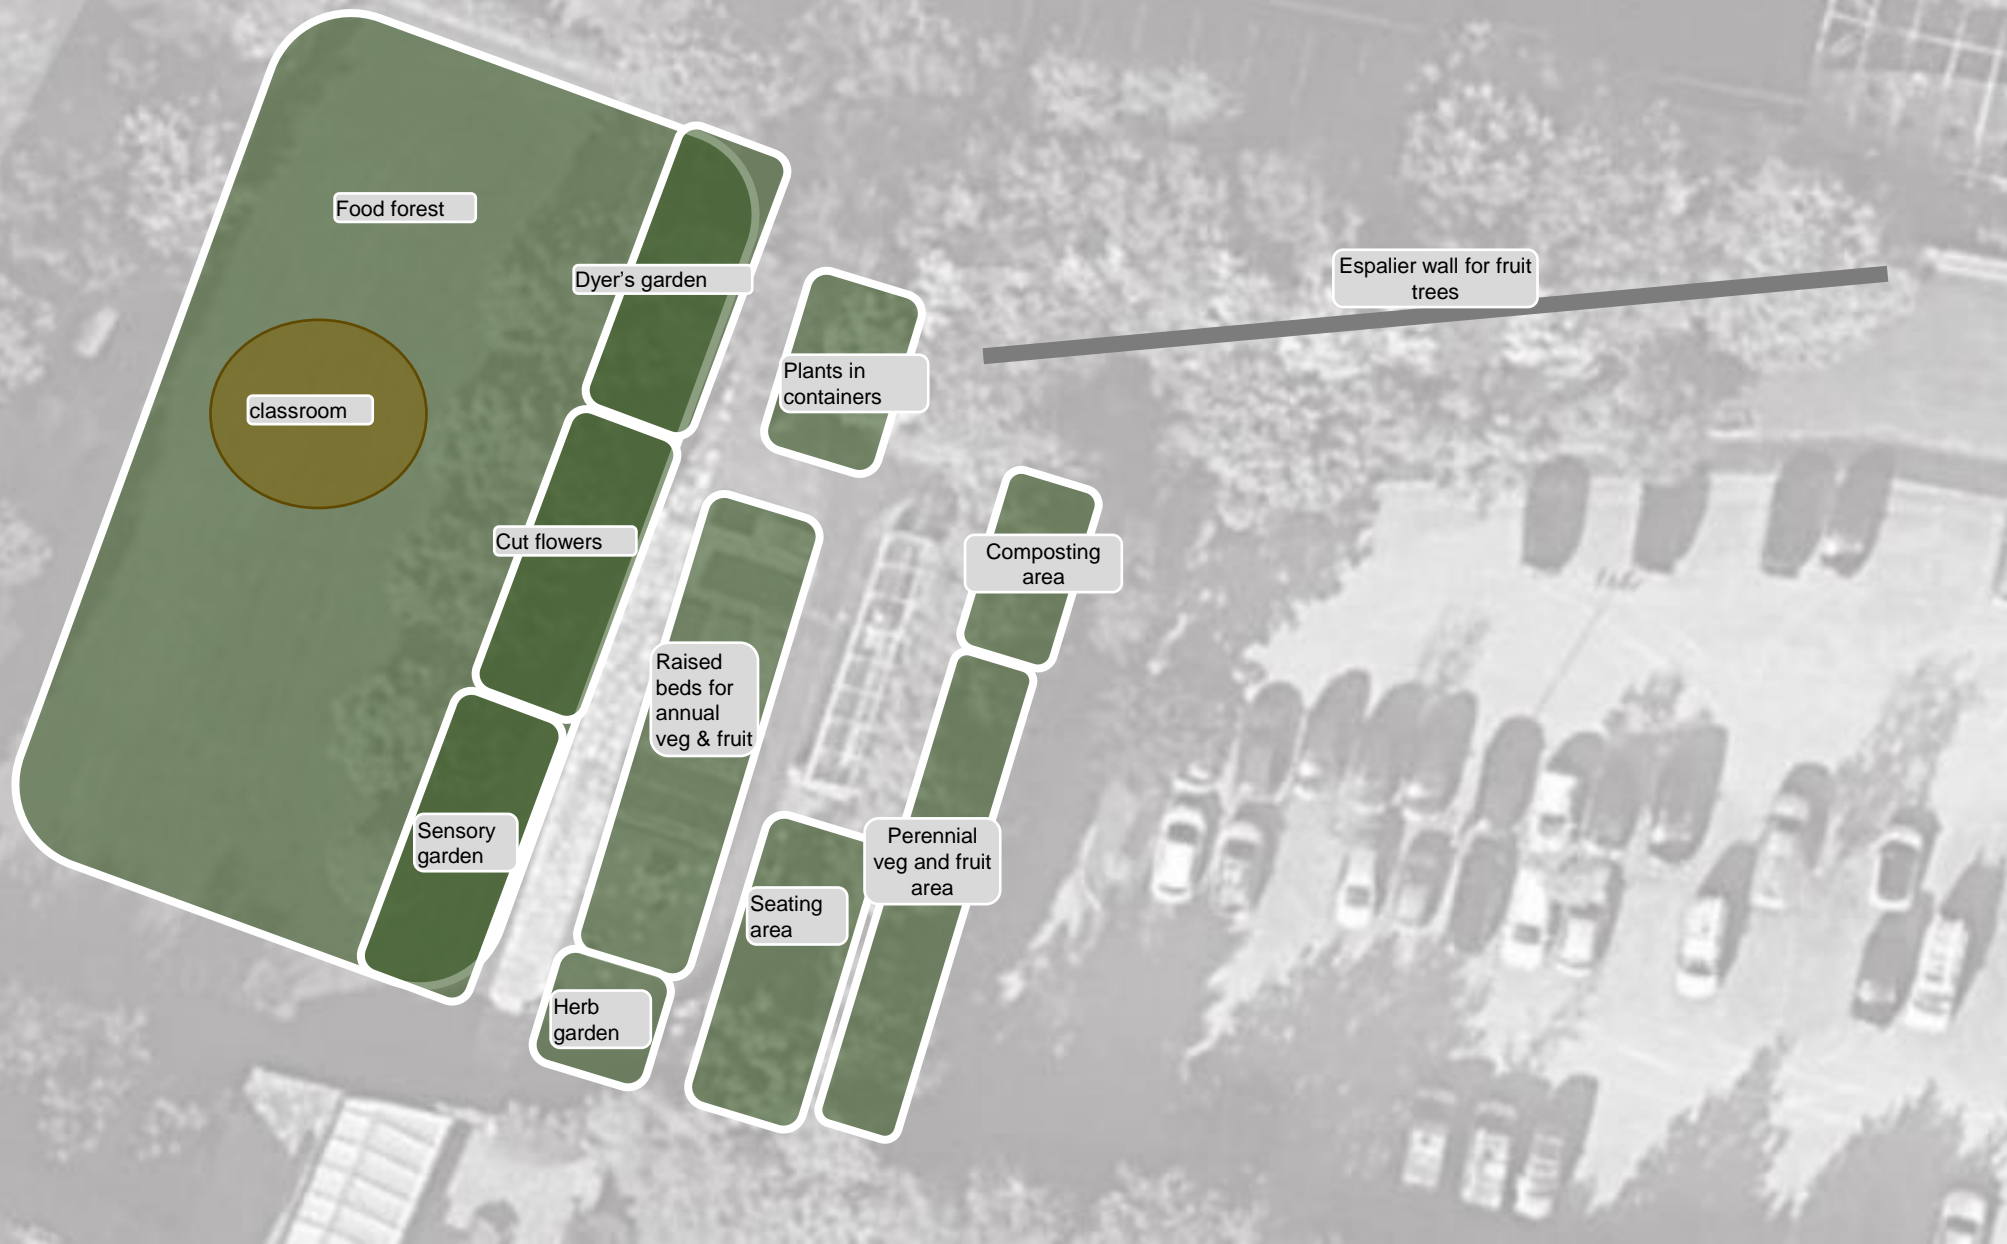 Food forest
Dyer's garden
Espalier wall for fruit
trees
Plants in
containers
classroom
Cut flowers
Composting
area
Raised
beds for
annual
veg & fruit
Sensory
garden
Perennial
veg and fruit
area
Seating
area
Herb
garden